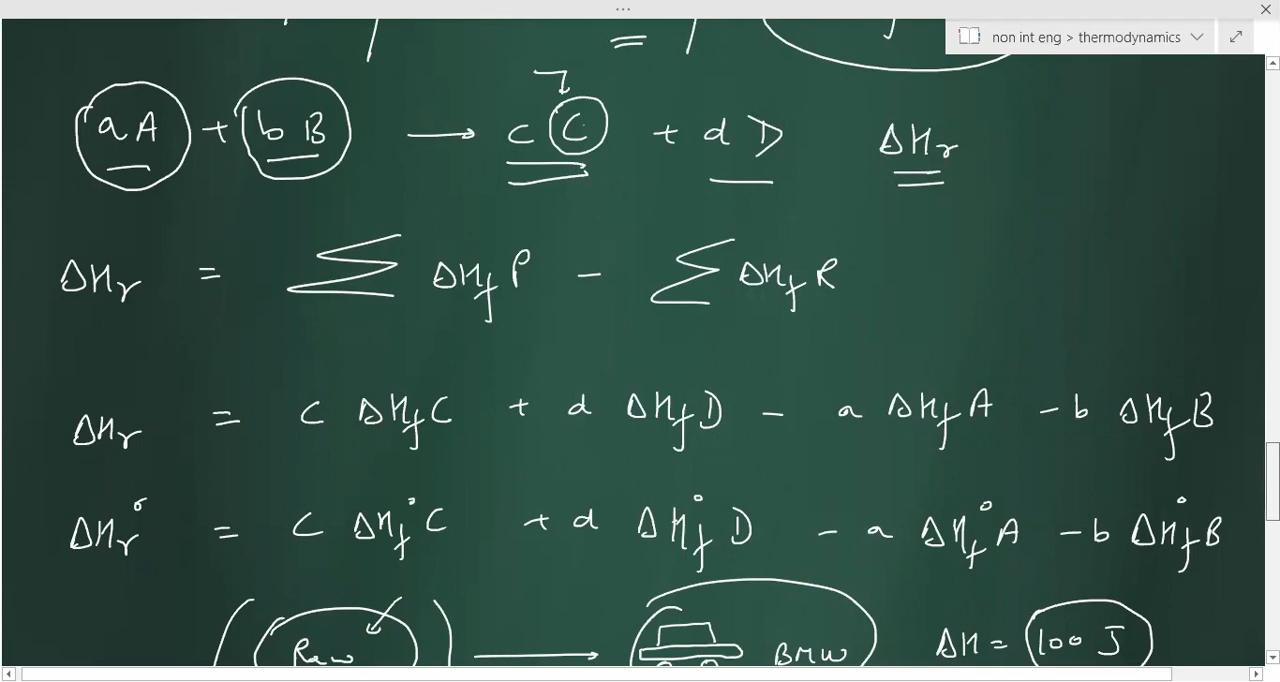 non int eng > thermodynamics
aA + bB → cC + dD ΔHr
ΔHr = Σ ΔHf P − Σ ΔHf R
ΔHr = C ΔHf C + d ΔHf D − a ΔHf A − b ΔHf B
ΔHr° = C ΔHf° C + d ΔHf° D − a ΔHf° A − b ΔHf° B
Raw → BMW ΔH = 100 J